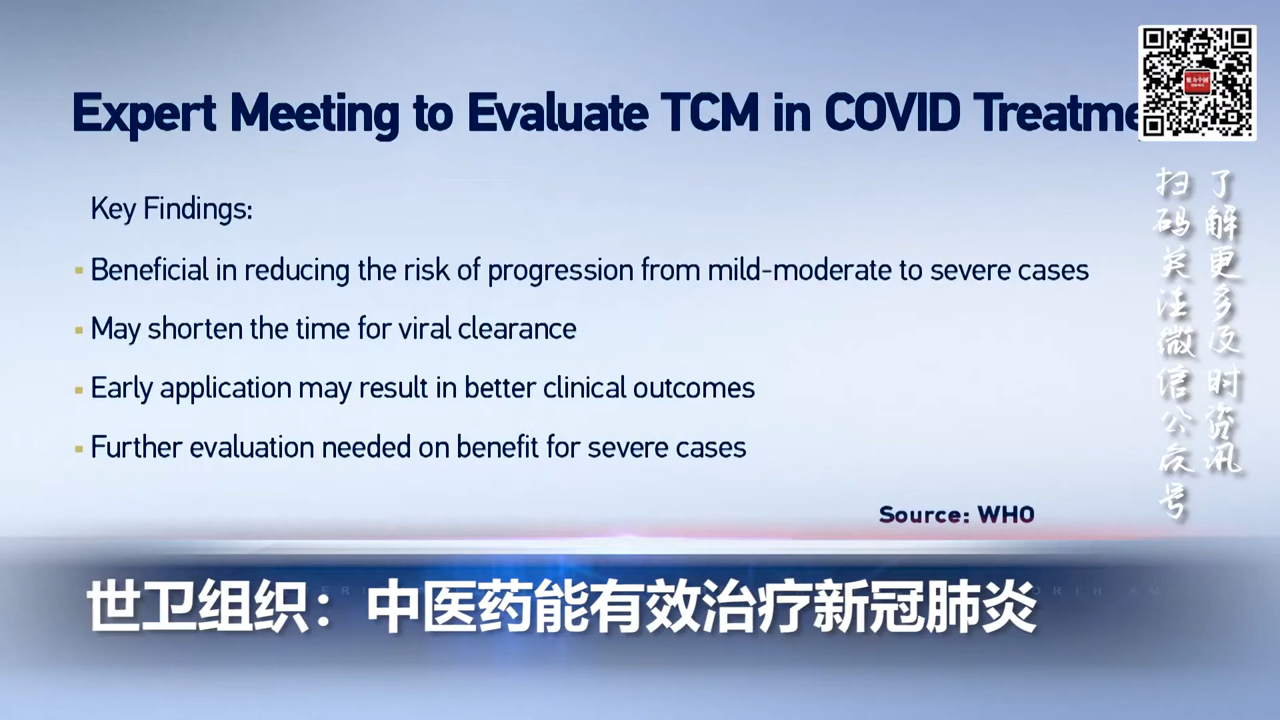 Expert Meeting to Evaluate TCM in COVID Treatme
Key Findings:
▪ Beneficial in reducing the risk of progression from mild-moderate to severe cases
▪ May shorten the time for viral clearance
▪ Early application may result in better clinical outcomes
▪ Further evaluation needed on benefit for severe cases
Source: WHO
世卫组织：中医药能有效治疗新冠肺炎
了解更多及时资讯
扫码关注微信公众号